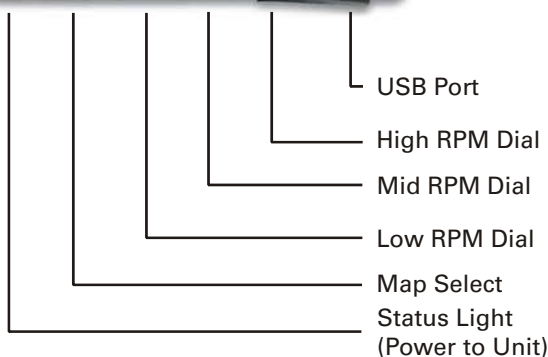 USB Port
High RPM Dial
Mid RPM Dial
Low RPM Dial
Map Select
Status Light
(Power to Unit)